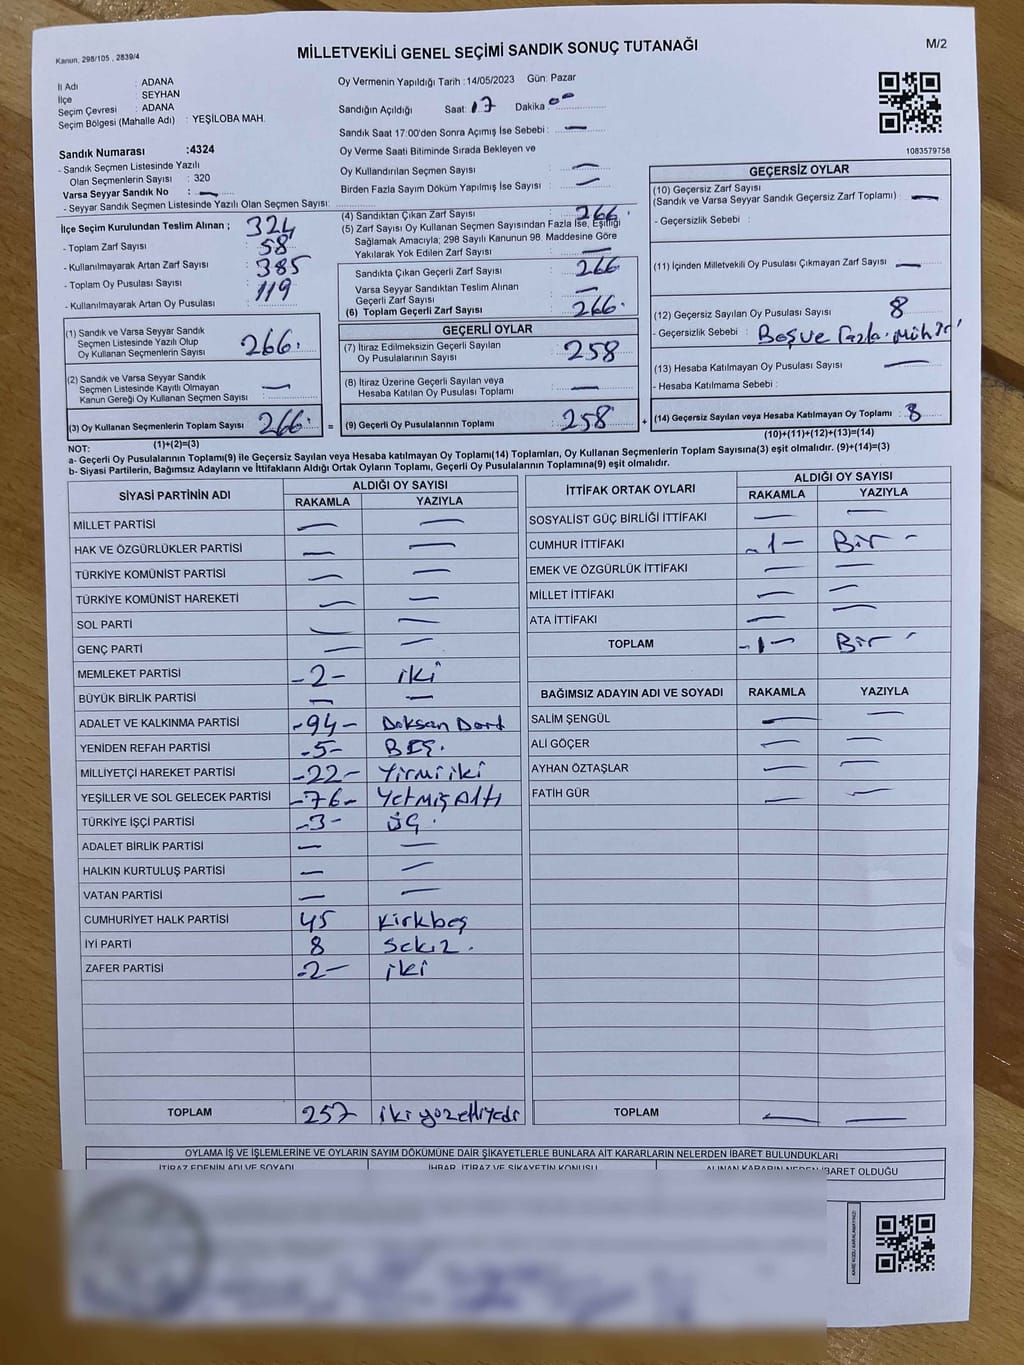 Kanun, 298/105 , 2839/4
MİLLETVEKİLİ GENEL SEÇİMİ SANDIK SONUÇ TUTANAĞI
M/2
İl Adı : ADANA
İlçe : SEYHAN
Seçim Çevresi : ADANA
Seçim Bölgesi (Mahalle Adı) : YEŞİLOBA MAH.
Sandık Numarası :4324
- Sandık Seçmen Listesinde Yazılı
Olan Seçmenlerin Sayısı : 320
Varsa Seyyar Sandık No : —
- Seyyar Sandık Seçmen Listesinde Yazılı Olan Seçmen Sayısı:
Oy Vermenin Yapıldığı Tarih :14/05/2023 Gün: Pazar
Sandığın Açıldığı Saat: 17 Dakika : 00
Sandık Saat 17:00'den Sonra Açımış İse Sebebi : —
Oy Verme Saati Bitiminde Sırada Bekleyen ve
Oy Kullandırılan Seçmen Sayısı : —
Birden Fazla Sayım Döküm Yapılmış İse Sayısı : —
1083579758
İlçe Seçim Kurulundan Teslim Alınan ; 324
- Toplam Zarf Sayısı : 58
- Kullanılmayarak Artan Zarf Sayısı : 385
- Toplam Oy Pusulası Sayısı : 119
- Kullanılmayarak Artan Oy Pusulası :
(1) Sandık ve Varsa Seyyar Sandık
Seçmen Listesinde Yazılı Olup
Oy Kullanan Seçmenlerin Sayısı : 266.
(2) Sandık ve Varsa Seyyar Sandık
Seçmen Listesinde Kayıtlı Olmayan
Kanun Gereği Oy Kullanan Seçmen Sayısı : —
(3) Oy Kullanan Seçmenlerin Toplam Sayısı : 266.
(1)+(2)=(3)
(4) Sandıktan Çıkan Zarf Sayısı : 266.
(5) Zarf Sayısı Oy Kullanan Seçmen Sayısından Fazla İse, Eşitliği
Sağlamak Amacıyla; 298 Sayılı Kanunun 98. Maddesine Göre
Yakılarak Yok Edilen Zarf Sayısı : —
Sandıkta Çıkan Geçerli Zarf Sayısı : 266
Varsa Seyyar Sandıktan Teslim Alınan
Geçerli Zarf Sayısı : —
(6) Toplam Geçerli Zarf Sayısı : 266.
GEÇERLİ OYLAR
(7) İtiraz Edilmeksizin Geçerli Sayılan
Oy Pusulalarının Sayısı : 258
(8) İtiraz Üzerine Geçerli Sayılan veya
Hesaba Katılan Oy Pusulası Toplamı : —
= (9) Geçerli Oy Pusulalarının Toplamı : 258. +
GEÇERSİZ OYLAR
(10) Geçersiz Zarf Sayısı
(Sandık ve Varsa Seyyar Sandık Geçersiz Zarf Toplamı) : —
- Geçersizlik Sebebi :
(11) İçinden Milletvekili Oy Pusulası Çıkmayan Zarf Sayısı : —
(12) Geçersiz Sayılan Oy Pusulası Sayısı : 8
- Geçersizlik Sebebi : Boş ve Fazla. Mühür
(13) Hesaba Katılmayan Oy Pusulası Sayısı : —
- Hesaba Katılmama Sebebi :
(14) Geçersiz Sayılan veya Hesaba Katılmayan Oy Toplamı : 8
(10)+(11)+(12)+(13)=(14)
NOT:
a- Geçerli Oy Pusulalarının Toplamı(9) ile Geçersiz Sayılan veya Hesaba katılmayan Oy Toplamı(14) Toplamları, Oy Kullanan Seçmenlerin Toplam Sayısına(3) eşit olmalıdır. (9)+(14)=(3)
b- Siyasi Partilerin, Bağımsız Adayların ve İttifakların Aldığı Ortak Oyların Toplamı, Geçerli Oy Pusulalarının Toplamına(9) eşit olmalıdır.
SİYASİ PARTİNİN ADI ALDIĞI OY SAYISI
RAKAMLA YAZIYLA
MİLLET PARTİSİ — —
HAK VE ÖZGÜRLÜKLER PARTİSİ — —
TÜRKİYE KOMÜNİST PARTİSİ — —
TÜRKİYE KOMÜNİST HAREKETİ — —
SOL PARTİ — —
GENÇ PARTİ — —
MEMLEKET PARTİSİ -2- iki
BÜYÜK BİRLİK PARTİSİ — —
ADALET VE KALKINMA PARTİSİ -94- Doksan Dört
YENİDEN REFAH PARTİSİ -5- BEŞ.
MİLLİYETÇİ HAREKET PARTİSİ -22- Yirmi iki
YEŞİLLER VE SOL GELECEK PARTİSİ -76- Yetmiş Altı
TÜRKİYE İŞÇİ PARTİSİ -3- üç.
ADALET BİRLİK PARTİSİ — —
HALKIN KURTULUŞ PARTİSİ — —
VATAN PARTİSİ — —
CUMHURİYET HALK PARTİSİ 45 Kirkbeş
İYİ PARTİ 8 Sekiz.
ZAFER PARTİSİ -2- iki
TOPLAM 257 iki yüzelliyedi
İTTİFAK ORTAK OYLARI ALDIĞI OY SAYISI
RAKAMLA YAZIYLA
SOSYALİST GÜÇ BİRLİĞİ İTTİFAKI — —
CUMHUR İTTİFAKI -1- Bir -
EMEK VE ÖZGÜRLÜK İTTİFAKI — —
MİLLET İTTİFAKI — —
ATA İTTİFAKI — —
TOPLAM -1- Bir -
BAĞIMSIZ ADAYIN ADI VE SOYADI RAKAMLA YAZIYLA
SALİM ŞENGÜL — —
ALİ GÖÇER — —
AYHAN ÖZTAŞLAR — —
FATİH GÜR — —
TOPLAM — —
OYLAMA İŞ VE İŞLEMLERİNE VE OYLARIN SAYIM DÖKÜMÜNE DAİR ŞİKAYETLERLE BUNLARA AİT KARARLARIN NELERDEN İBARET BULUNDUKLARI
İTİRAZ EDENİN ADI VE SOYADI İHBAR, İTİRAZ VE ŞİKAYETİN KONUSU ALINAN KARARIN NEDEN İBARET OLDUĞU